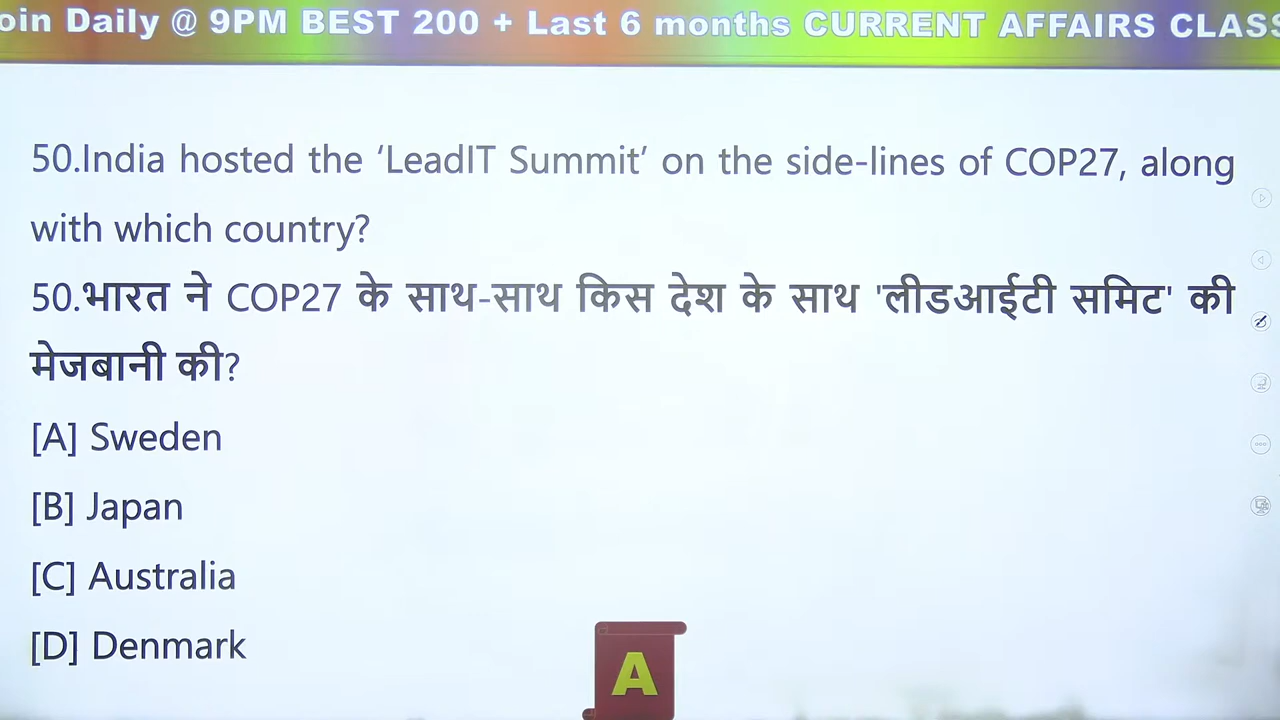 oin Daily @ 9PM BEST 200 + Last 6 months CURRENT AFFAIRS CLASS
50.India hosted the ‘LeadIT Summit’ on the side-lines of COP27, along
with which country?
50.भारत ने COP27 के साथ-साथ किस देश के साथ 'लीडआईटी समिट' की
मेजबानी की?
[A] Sweden
[B] Japan
[C] Australia
[D] Denmark
A